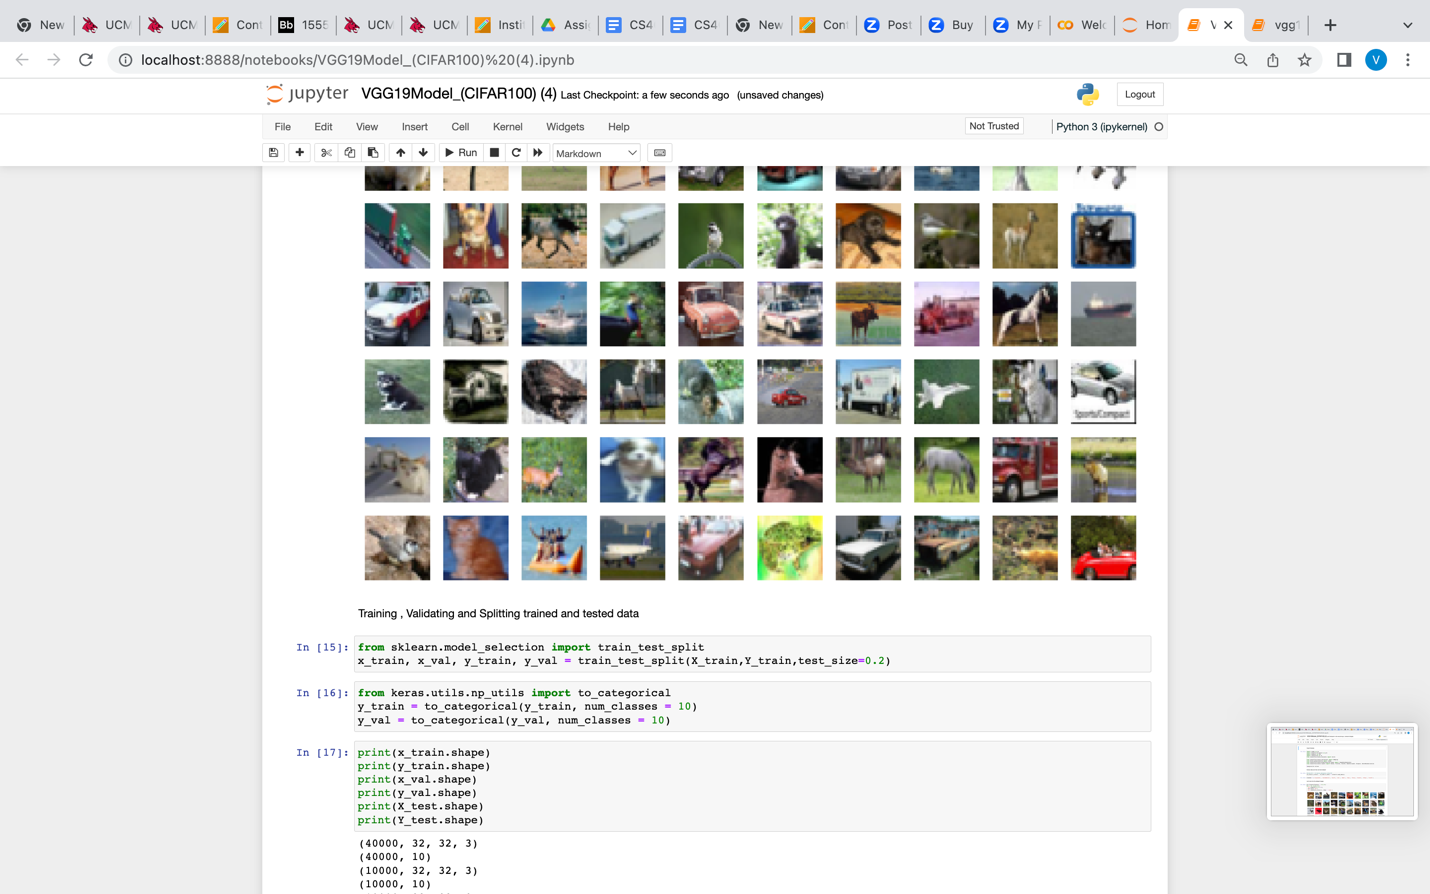 New
UCM
UCM
Cont
Bb 1555
UCM
UCM
Insti
Assi
CS4
CS4
New
Cont
Post
Buy
My
Welc
Hom
vgg1
localhost:8888/notebooks/VGG19Model_(CIFAR100)%20(4).ipynb
V
jupyter VGG19Model_(CIFAR100) (4) Last Checkpoint: a few seconds ago (unsaved changes)
Logout
File Edit View Insert Cell Kernel Widgets Help
Not Trusted
Python 3 (ipykernel)
Run
Markdown
Sports/Compact
Training , Validating and Splitting trained and tested data
In [15]: from sklearn.model_selection import train_test_split
x_train, x_val, y_train, y_val = train_test_split(X_train,Y_train,test_size=0.2)
In [16]: from keras.utils.np_utils import to_categorical
y_train = to_categorical(y_train, num_classes = 10)
y_val = to_categorical(y_val, num_classes = 10)
In [17]: print(x_train.shape)
print(y_train.shape)
print(x_val.shape)
print(y_val.shape)
print(X_test.shape)
print(Y_test.shape)
(40000, 32, 32, 3)
(40000, 10)
(10000, 32, 32, 3)
(10000, 10)